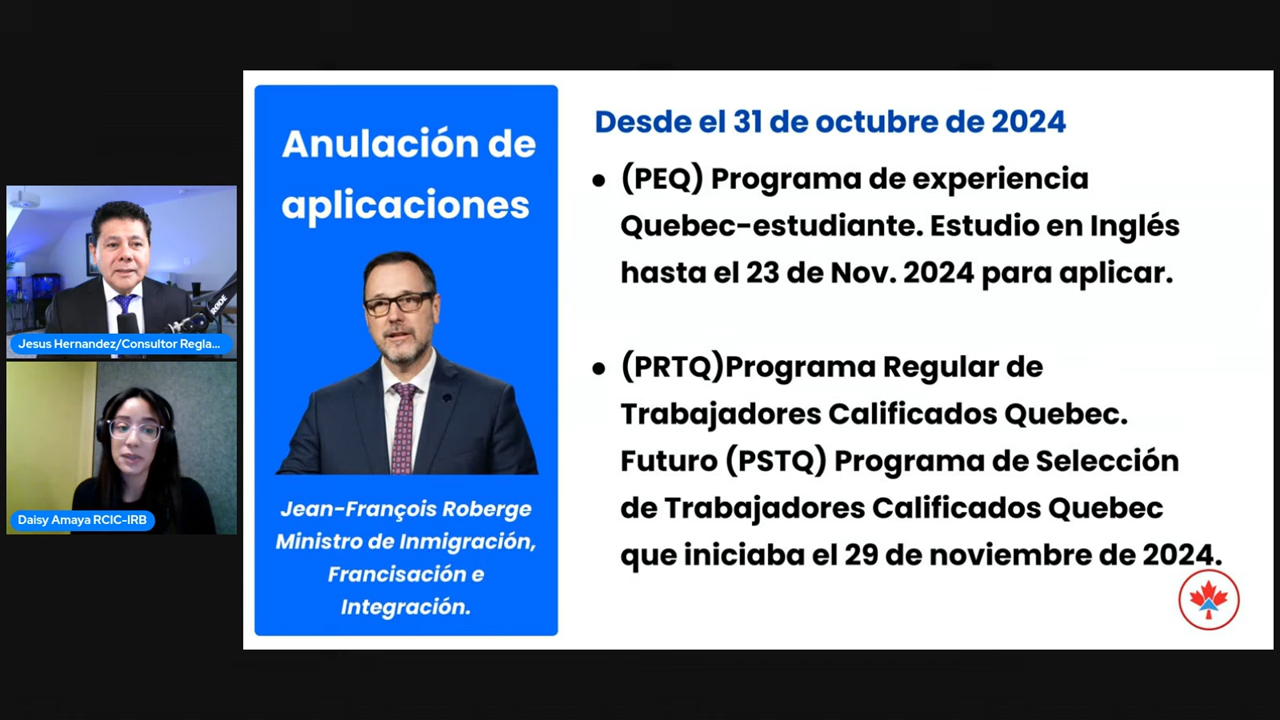 Anulación de
aplicaciones
Jean-François Roberge
Ministro de Inmigración,
Francisación e
Integración.
Desde el 31 de octubre de 2024
• (PEQ) Programa de experiencia
Quebec-estudiante. Estudio en Inglés
hasta el 23 de Nov. 2024 para aplicar.
• (PRTQ)Programa Regular de
Trabajadores Calificados Quebec.
Futuro (PSTQ) Programa de Selección
de Trabajadores Calificados Quebec
que iniciaba el 29 de noviembre de 2024.
RØDE
Jesus Hernandez/Consultor Regla...
Daisy Amaya RCIC-IRB